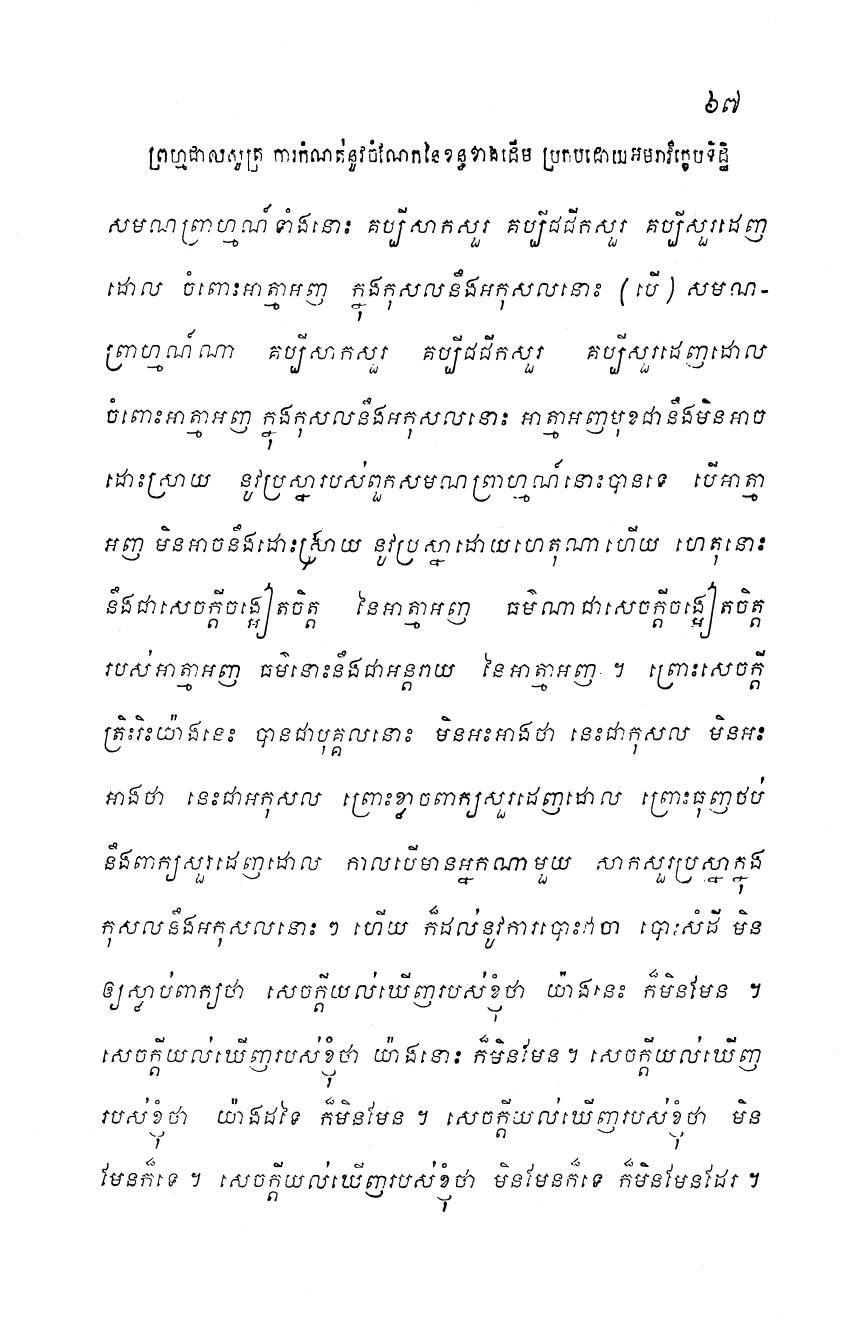 ៦៧
ព្រហ្មជាលសូត្រ ការកំណត់នូវចំណែកនៃខន្ធខាងដើម ប្រកបដោយអមរាវិក្ខេបទិដ្ឋិ
សមណព្រាហ្មណ៍ទាំងនោះ គប្បីសាកសួរ គប្បីដដឹកសួរ គប្បីសួរដេញ
ដោល ចំពោះអាត្មាអញ ក្នុងកុសលនឹងអកុសលនោះ (បើ) សមណ-
ព្រាហ្មណ៍ណា គប្បីសាកសួរ គប្បីដដឹកសួរ គប្បីសួរដេញដោល
ចំពោះអាត្មាអញ ក្នុងកុសលនឹងអកុសលនោះ អាត្មាអញមុខជានឹងមិនអាច
ដោះស្រាយ នូវប្រស្នារបស់ពួកសមណព្រាហ្មណ៍នោះបានទេ បើអាត្មា
អញ មិនអាចនឹងដោះស្រាយ នូវប្រស្នាដោយហេតុណាហើយ ហេតុនោះ
នឹងជាសេចក្តីចង្អៀតចិត្ត នៃអាត្មាអញ ធម៌ណាជាសេចក្តីចង្អៀតចិត្ត
របស់អាត្មាអញ ធម៌នោះនឹងជាអន្តរាយ នៃអាត្មាអញ ។ ព្រោះសេចក្តី
ត្រិះរិះយ៉ាងនេះ បានជាបុគ្គលនោះ មិនអះអាងថា នេះជាកុសល មិនអះ
អាងថា នេះជាអកុសល ព្រោះខ្លាចពាក្យសួរដេញដោល ព្រោះធុញថប់
នឹងពាក្យសួរដេញដោល កាលបើមានអ្នកណាមួយ សាកសួរប្រស្នាក្នុង
កុសលនឹងអកុសលនោះ ៗ ហើយ ក៏ដល់នូវការបោះវាចា បោះសំដី មិន
ឲ្យស្លាប់ពាក្យថា សេចក្តីយល់ឃើញរបស់ខ្ញុំថា យ៉ាងនេះ ក៏មិនមែន ។
សេចក្តីយល់ឃើញរបស់ខ្ញុំថា យ៉ាងនោះ ក៏មិនមែន ។ សេចក្តីយល់ឃើញ
របស់ខ្ញុំថា យ៉ាងដទៃ ក៏មិនមែន ។ សេចក្តីយល់ឃើញរបស់ខ្ញុំថា មិន
មែនក៏ទេ ។ សេចក្តីយល់ឃើញរបស់ខ្ញុំថា មិនមែនក៏ទេ ក៏មិនមែនដែរ ។